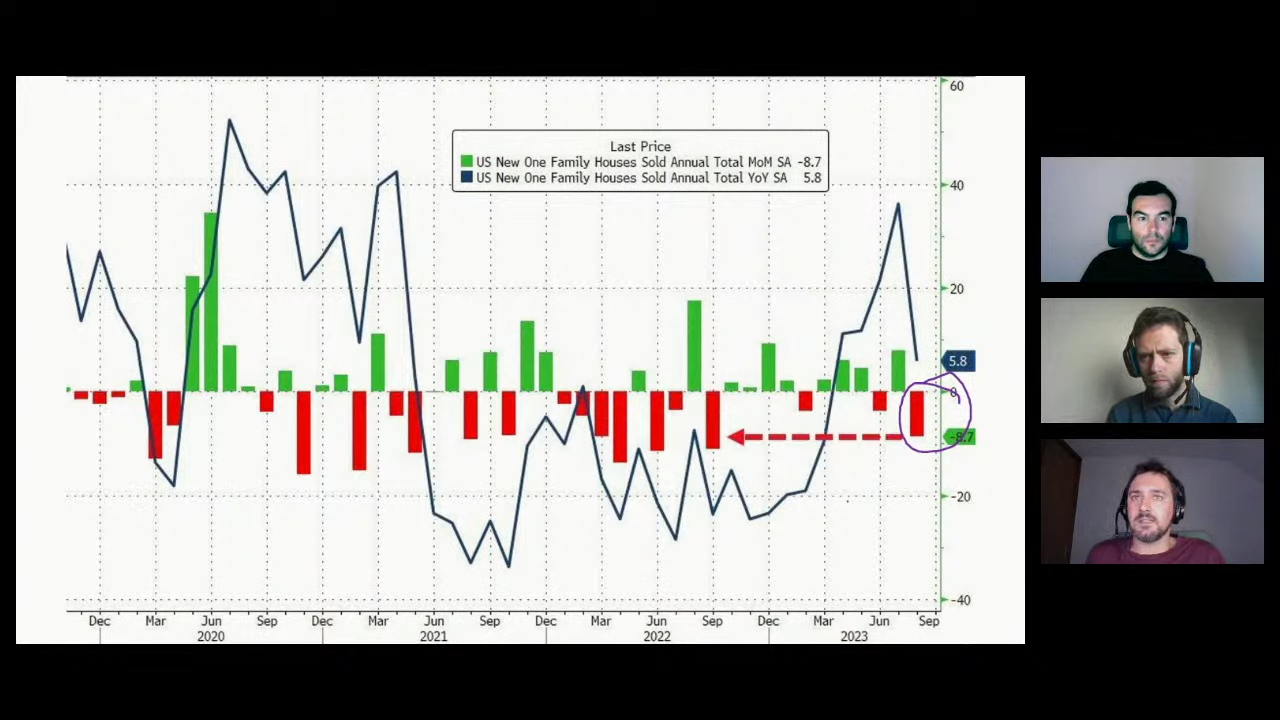 60
Last Price
US New One Family Houses Sold Annual Total MoM SA -8.7
US New One Family Houses Sold Annual Total YoY SA 5.8
40
20
5.8
0
-8.7
-20
-40
Dec Mar Jun Sep Dec Mar Jun Sep Dec Mar Jun Sep Dec Mar Jun Sep
2020 2021 2022 2023